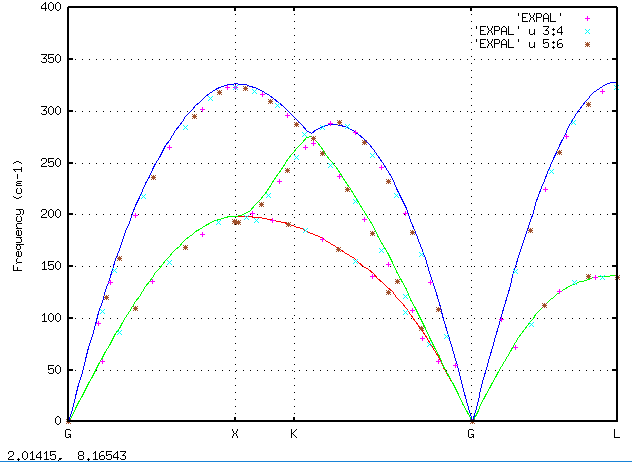 400
350
300
250
200
150
100
50
0
Frequency (cm-1)
'EXPAL'
'EXPAL' u 3:4
'EXPAL' u 5:6
G X K G L
2.01415, 8.16543